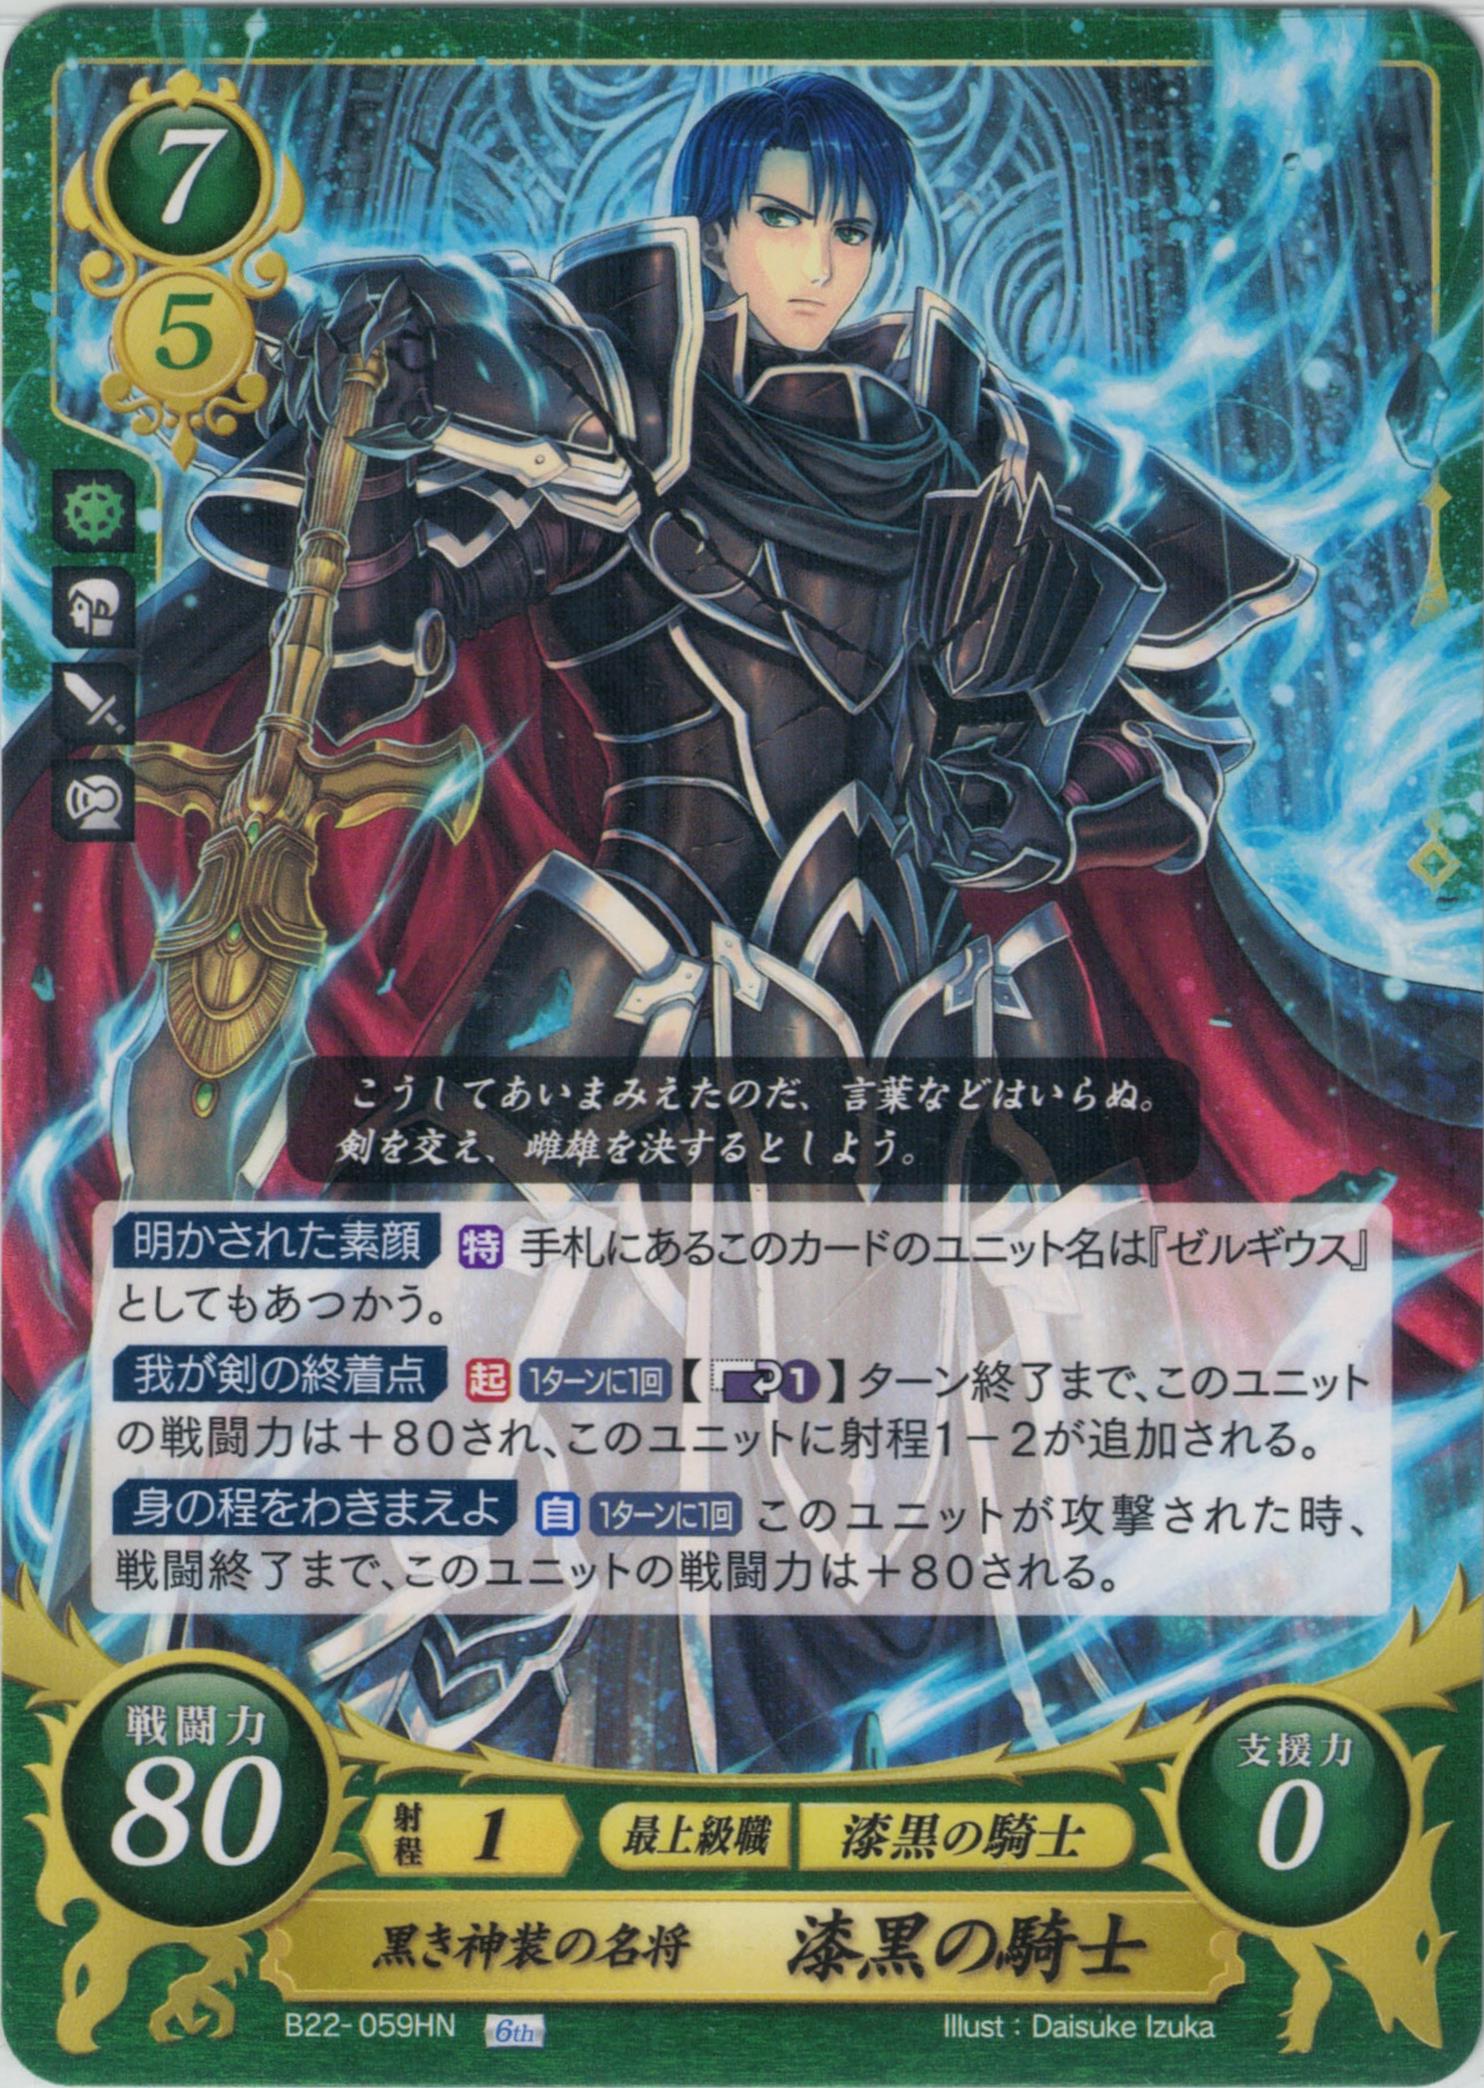 7
5
こうしてあいまみえたのだ、言葉などはいらぬ。
剣を交え、雌雄を決するとしよう。
明かされた素顔 特 手札にあるこのカードのユニット名は『ゼルギウス』
としてもあつかう。
我が剣の終着点 起 1ターンに1回 【1】ターン終了まで、このユニット
の戦闘力は+80され、このユニットに射程1-2が追加される。
身の程をわきまえよ 自 1ターンに1回 このユニットが攻撃された時、
戦闘終了まで、このユニットの戦闘力は+80される。
戦闘力
80
射程 1
最上級職 漆黒の騎士
支援力
0
黒き神装の名将 漆黒の騎士
B22-059HN 6th
Illust : Daisuke Izuka